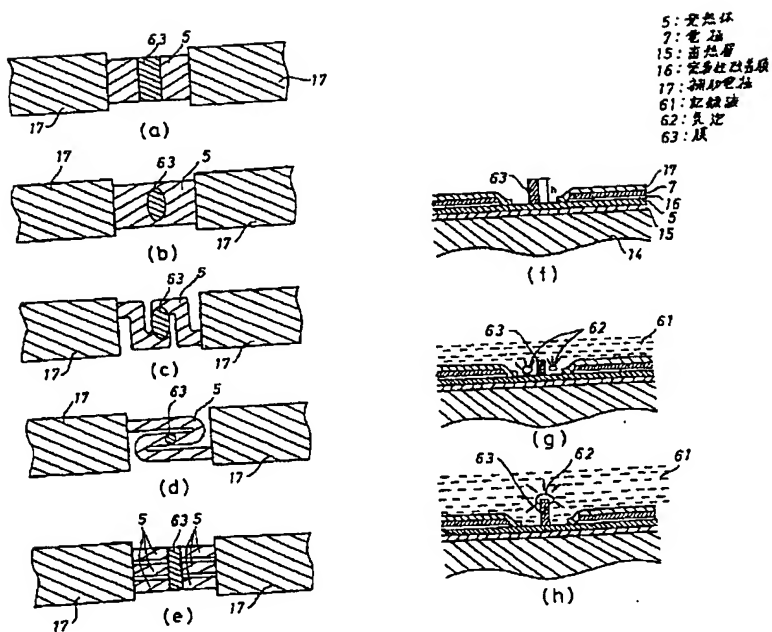 5：発熱体
7：電極
15：蓄熱層
16：密着性改善膜
17：補助電極
61：記録液
62：気泡
63：膜
63 5
17
17
(a)
17
63
5
17
(b)
63
5
17
17
(c)
17
63
5
17
(d)
5 63 5
17
17
(e)
63
h
17
7
16
5
15
14
(f)
63
62
61
(g)
63
62
61
(h)